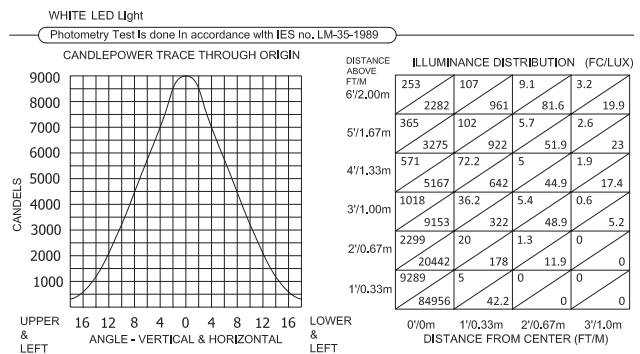 WHITE LED Light
Photometry Test is done in accordance with IES no. LM-35-1989
CANDLEPOWER TRACE THROUGH ORIGIN
CANDELS
9000
8000
7000
6000
5000
4000
3000
2000
1000
UPPER & LEFT
16 12 8 4 0 4 8 12 16
LOWER & LEFT
ANGLE - VERTICAL & HORIZONTAL
DISTANCE ABOVE FT/M
ILLUMINANCE DISTRIBUTION (FC/LUX)
6'/2.00m 253 2282 107 961 9.1 81.6 3.2 19.9
5'/1.67m 365 3275 102 922 5.7 51.9 2.6 23
4'/1.33m 571 5167 72.2 642 5 44.9 1.9 17.4
3'/1.00m 1018 9153 36.2 322 5.4 48.9 0.6 5.2
2'/0.67m 2299 20442 20 178 1.3 11.9 0 0
1'/0.33m 9289 84956 5 42.2 0 0 0 0
0'/0m 1'/0.33m 2'/0.67m 3'/1.0m
DISTANCE FROM CENTER (FT/M)